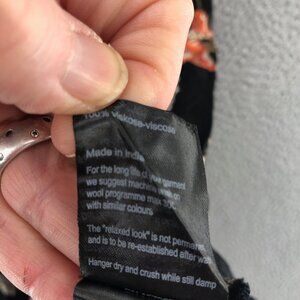 100% Viskose-viscose
Made in India
For the long life of your garment
we suggest machine wash on
wool programme max 30°
with similar colours
The "relaxed look" is not permanent
and is to be re-established after wash
Hanger dry and crush while still damp